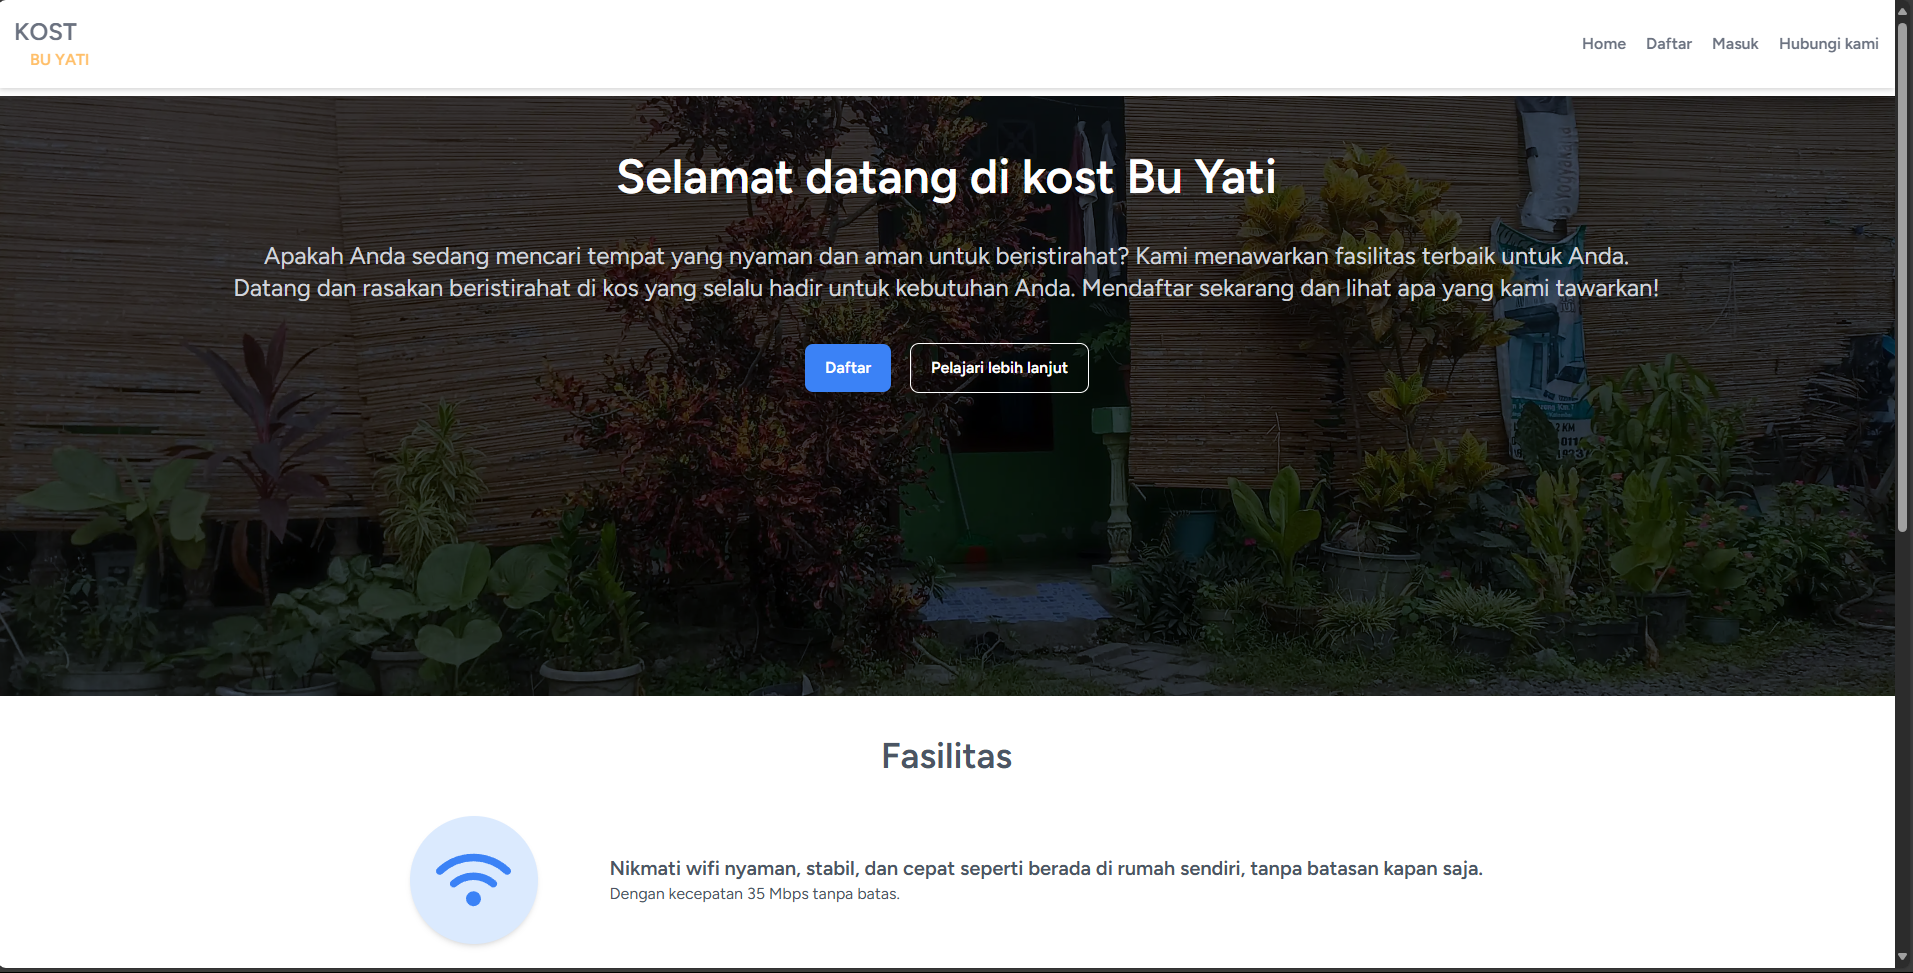 KOST
BU YATI
Home Daftar Masuk Hubungi kami
Selamat datang di kost Bu Yati
Apakah Anda sedang mencari tempat yang nyaman dan aman untuk beristirahat? Kami menawarkan fasilitas terbaik untuk Anda.
Datang dan rasakan beristirahat di kos yang selalu hadir untuk kebutuhan Anda. Mendaftar sekarang dan lihat apa yang kami tawarkan!
Daftar
Pelajari lebih lanjut
Fasilitas
Nikmati wifi nyaman, stabil, dan cepat seperti berada di rumah sendiri, tanpa batasan kapan saja.
Dengan kecepatan 35 Mbps tanpa batas.